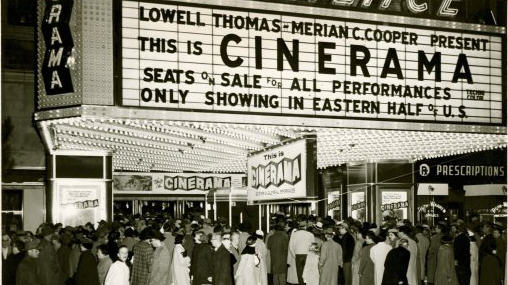 LOWELL THOMAS-MERIAN C. COOPER PRESENT
THIS IS CINERAMA
SEATS ON SALE FOR ALL PERFORMANCES
ONLY SHOWING IN EASTERN HALF OF U.S.
RAMA
This is
CINERAMA
CINERAMA
CINERAMA
PRESCRIPTIONS